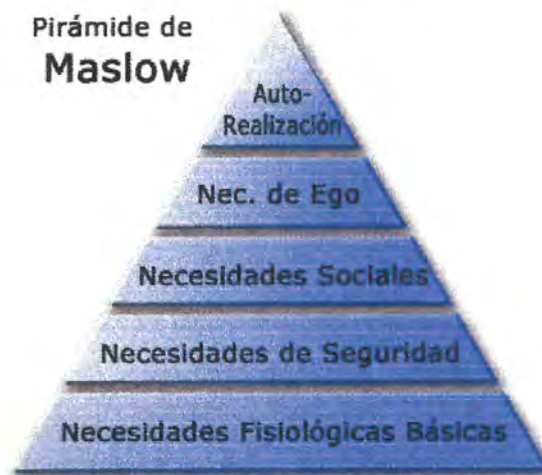 Pirámide de
Maslow
Auto-
Realización
Nec. de Ego
Necesidades Sociales
Necesidades de Seguridad
Necesidades Fisiológicas Básicas